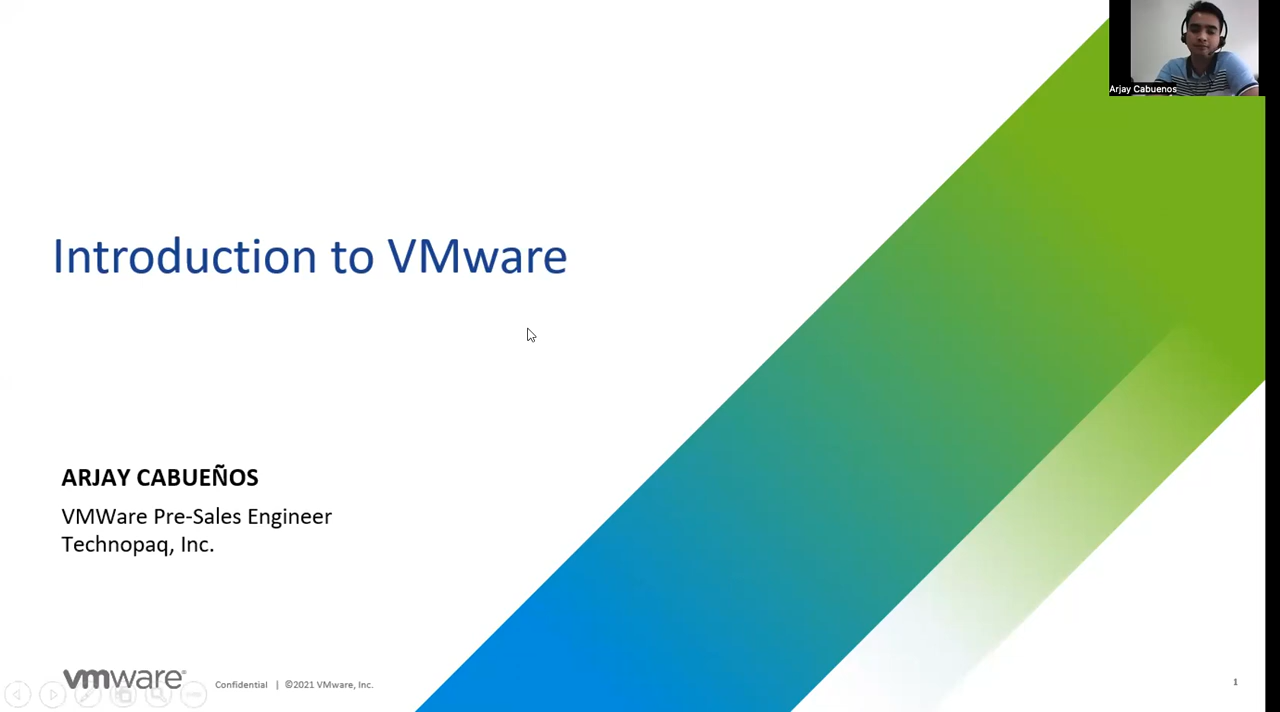 Arjay Cabuenos
Introduction to VMware
ARJAY CABUEÑOS
VMWare Pre-Sales Engineer
Technopaq, Inc.
vmware®
Confidential | ©2021 VMware, Inc.
1